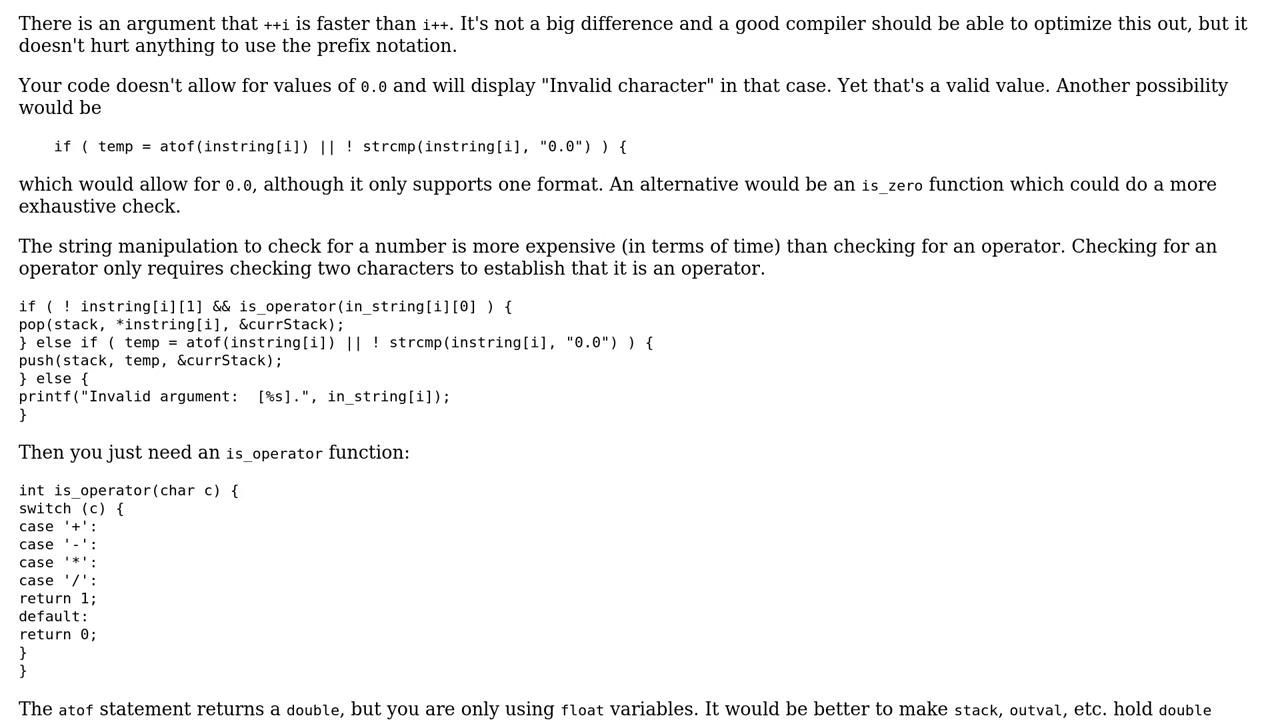 There is an argument that ++i is faster than i++. It's not a big difference and a good compiler should be able to optimize this out, but it
doesn't hurt anything to use the prefix notation.
Your code doesn't allow for values of 0.0 and will display "Invalid character" in that case. Yet that's a valid value. Another possibility
would be
if ( temp = atof(instring[i]) || ! strcmp(instring[i], "0.0") ) {
which would allow for 0.0, although it only supports one format. An alternative would be an is_zero function which could do a more
exhaustive check.
The string manipulation to check for a number is more expensive (in terms of time) than checking for an operator. Checking for an
operator only requires checking two characters to establish that it is an operator.
if ( ! instring[i][1] && is_operator(in_string[i][0] ) {
pop(stack, *instring[i], &currStack);
} else if ( temp = atof(instring[i]) || ! strcmp(instring[i], "0.0") ) {
push(stack, temp, &currStack);
} else {
printf("Invalid argument:  [%s].", in_string[i]);
}
Then you just need an is_operator function:
int is_operator(char c) {
switch (c) {
case '+':
case '-':
case '*':
case '/':
return 1;
default:
return 0;
}
}
The atof statement returns a double, but you are only using float variables. It would be better to make stack, outval, etc. hold double